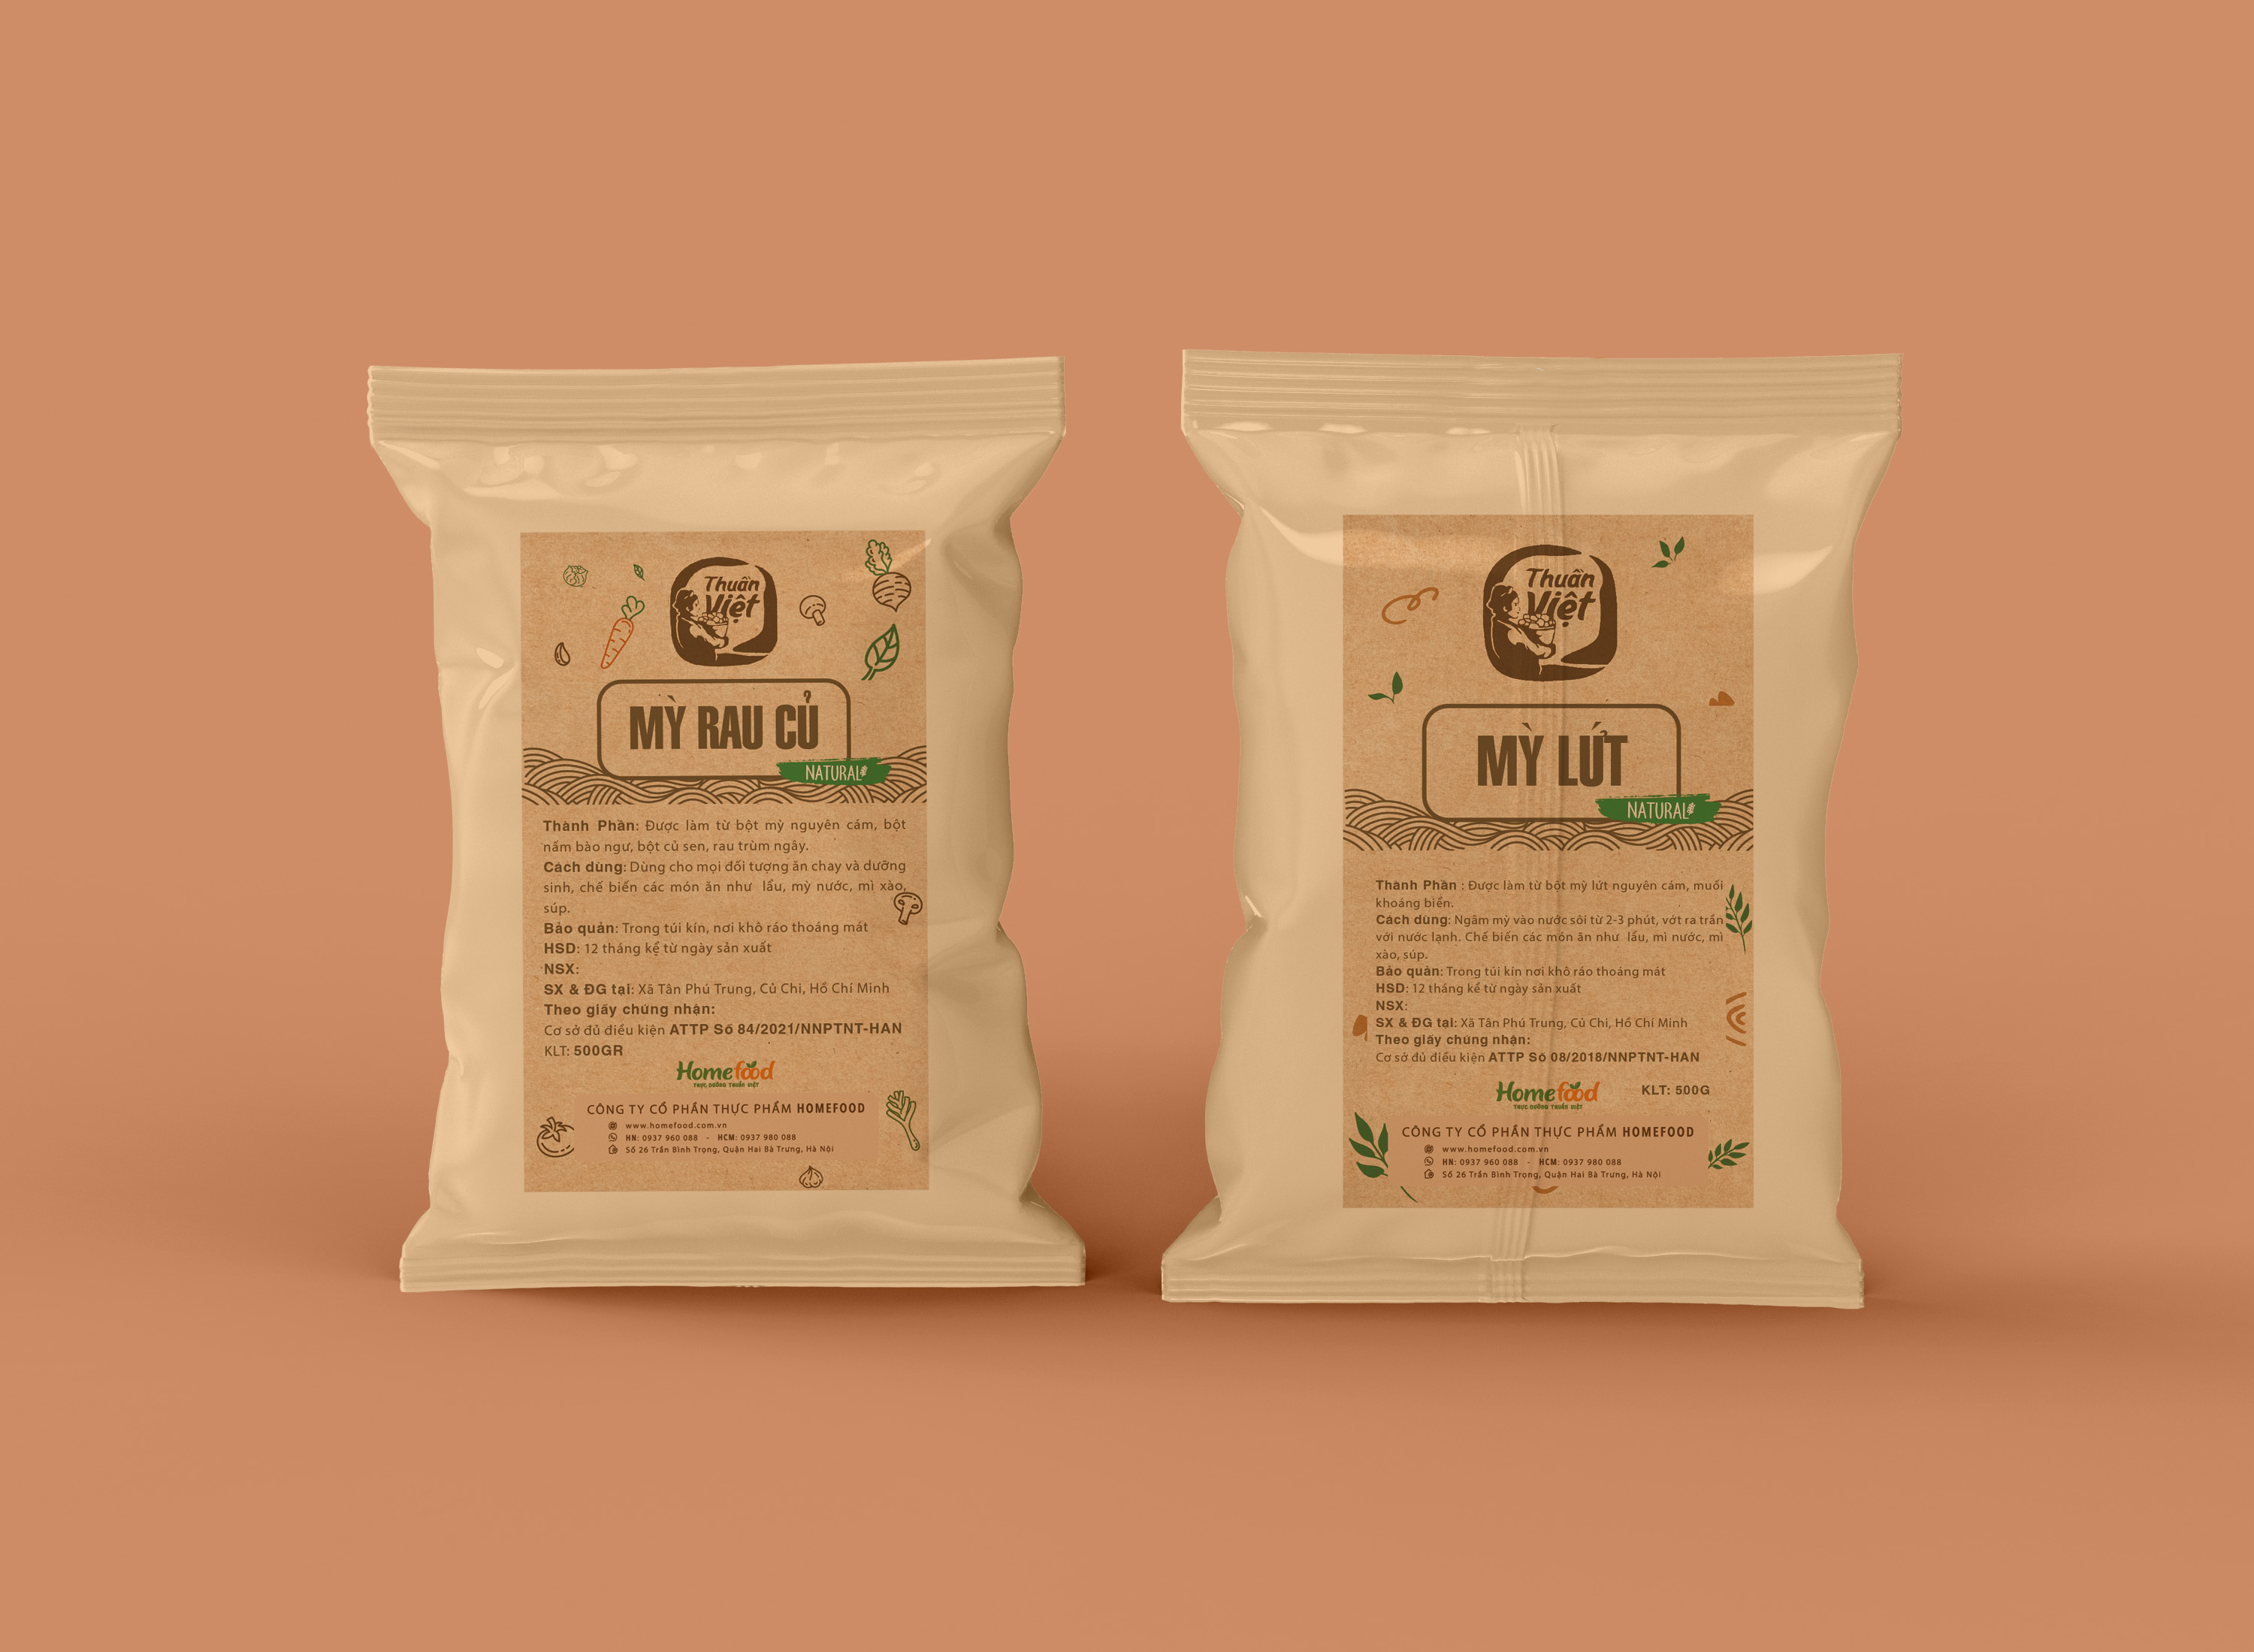 Thuần
Việt
MỲ RAU CỦ
NATURAL
Thành Phần: Được làm từ bột mỳ nguyên cám, bột
nấm bào ngư, bột củ sen, rau trùm ngây.
Cách dùng: Dùng cho mọi đối tượng ăn chay và dưỡng
sinh, chế biến các món ăn như lẩu, mỳ nước, mì xào,
súp.
Bảo quản: Trong túi kín, nơi khô ráo thoáng mát
HSD: 12 tháng kể từ ngày sản xuất
NSX:
SX & ĐG tại: Xã Tân Phú Trung, Củ Chi, Hồ Chí Minh
Theo giấy chứng nhận:
Cơ sở đủ điều kiện ATTP Số 84/2021/NNPTNT-HAN
KLT: 500GR
Homefood
THỰC DƯỠNG THUẦN VIỆT
CÔNG TY CỔ PHẦN THỰC PHẨM HOMEFOOD
www.homefood.com.vn
HN: 0937 960 088 - HCM: 0937 980 088
Số 26 Trần Bình Trọng, Quận Hai Bà Trưng, Hà Nội
Thuần
Việt
MỲ LỨT
NATURAL
Thành Phần : Được làm từ bột mỳ lứt nguyên cám, muối
khoáng biển.
Cách dùng: Ngâm mỳ vào nước sôi từ 2-3 phút, vớt ra trần
với nước lạnh. Chế biến các món ăn như lẩu, mì nước, mì
xào, súp.
Bảo quản: Trong túi kín nơi khô ráo thoáng mát
HSD: 12 tháng kể từ ngày sản xuất
NSX:
SX & ĐG tại: Xã Tân Phú Trung, Củ Chi, Hồ Chí Minh
Theo giấy chứng nhận:
Cơ sở đủ điều kiện ATTP Số 08/2018/NNPTNT-HAN
KLT: 500G
Homefood
THỰC DƯỠNG THUẦN VIỆT
CÔNG TY CỔ PHẦN THỰC PHẨM HOMEFOOD
www.homefood.com.vn
HN: 0937 960 088 - HCM: 0937 980 088
Số 26 Trần Bình Trọng, Quận Hai Bà Trưng, Hà Nội